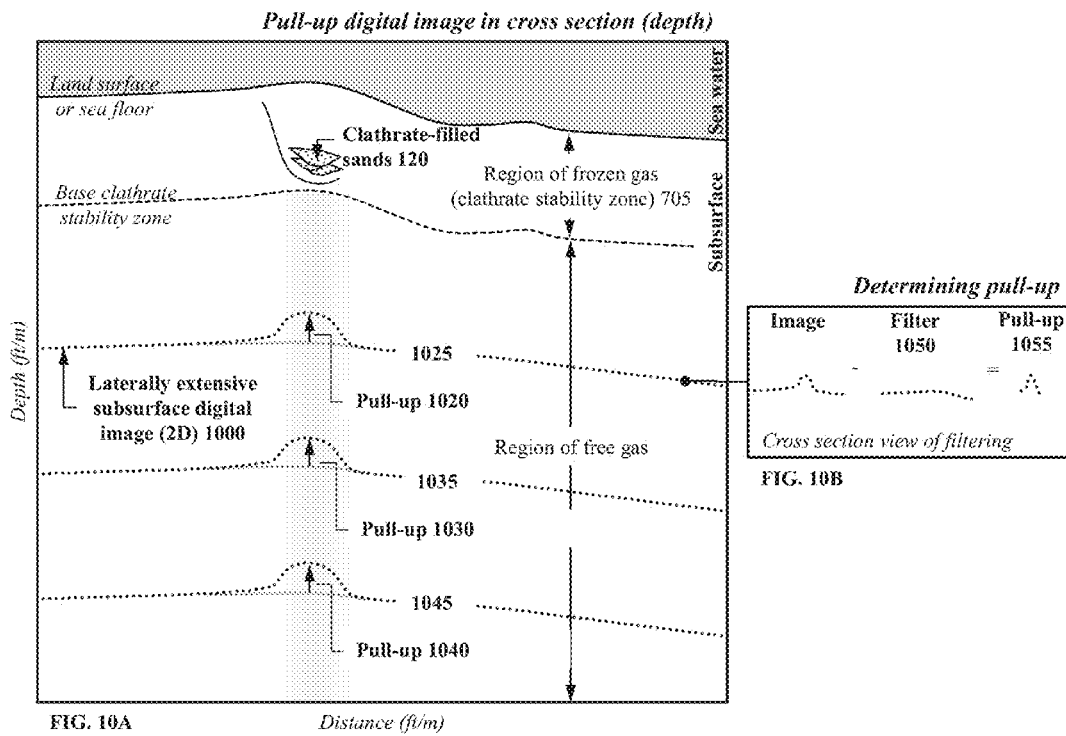 Pull-up digital image in cross section (depth)
Land surface
or sea floor
Sea water
Clathrate-filled
sands 120
Region of frozen gas
(clathrate stability zone) 705
Base clathrate
stability zone
Subsurface
Determining pull-up
Image
Filter
1050
Pull-up
1055
-
=
Cross section view of filtering
FIG. 10B
Depth (ft/m)
1025
Laterally extensive
subsurface digital
image (2D) 1000
Pull-up 1020
Region of free gas
1035
Pull-up 1030
1045
Pull-up 1040
FIG. 10A
Distance (ft/m)